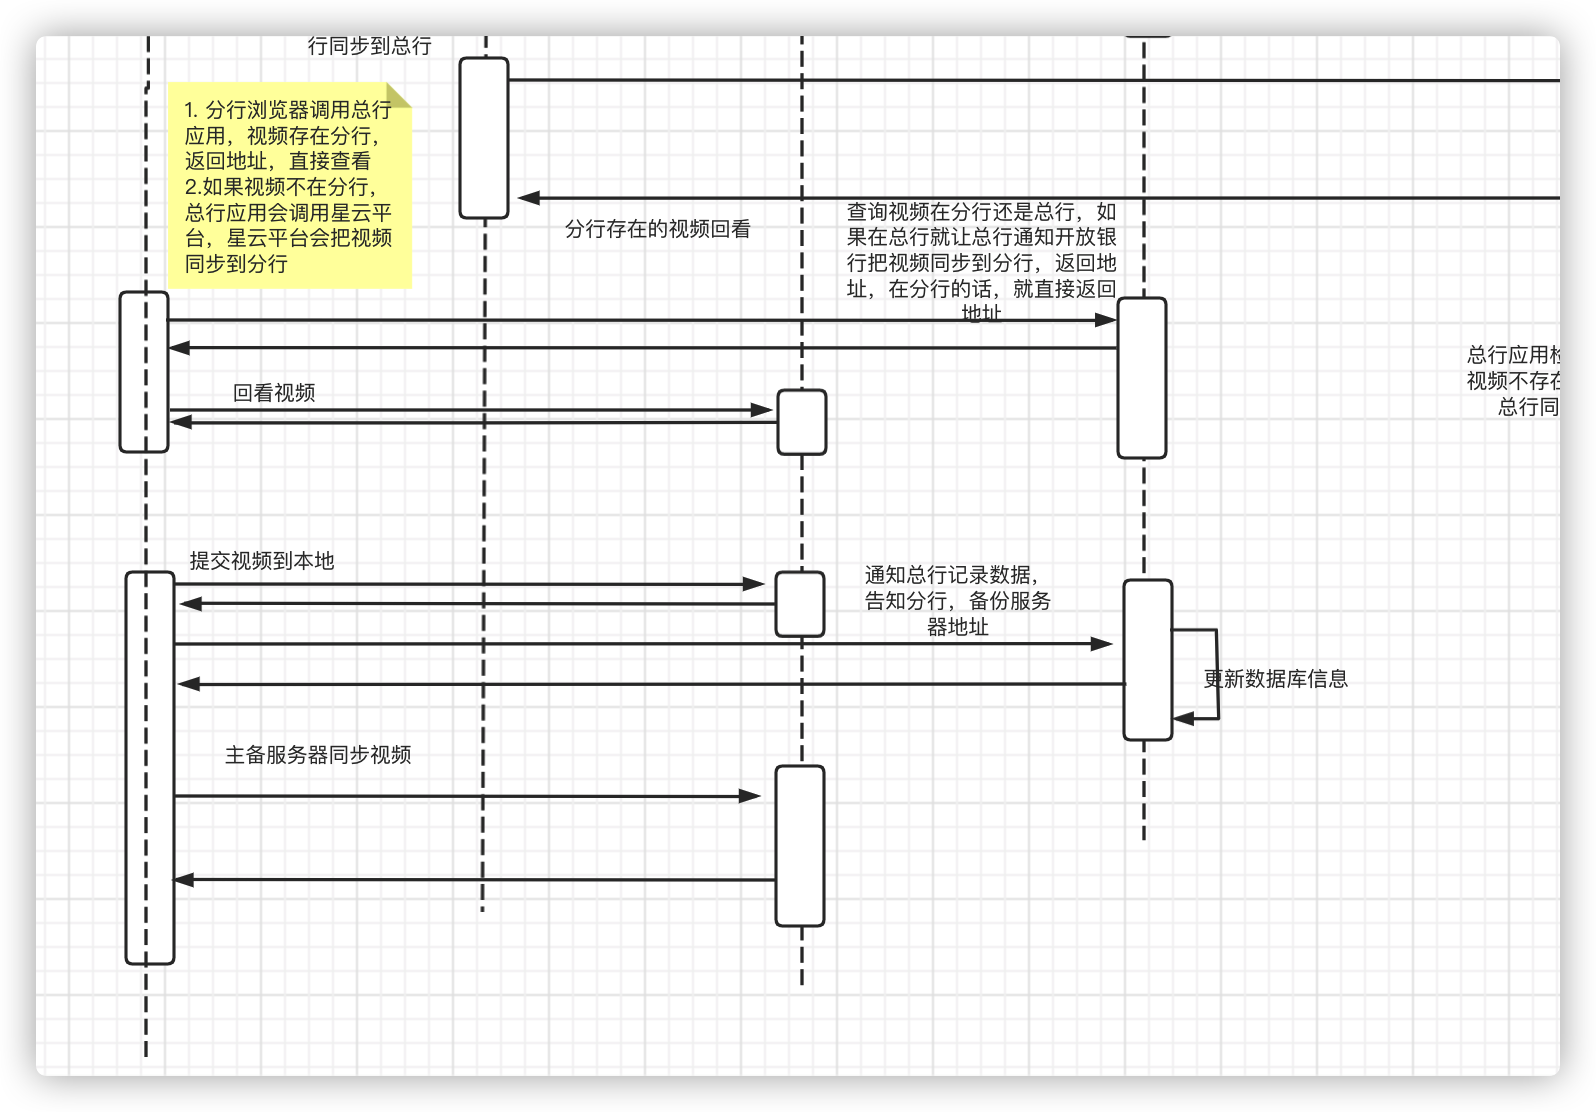 行同步到总行
1. 分行浏览器调用总行
应用，视频存在分行，
返回地址，直接查看
2.如果视频不在分行，
总行应用会调用星云平
台，星云平台会把视频
同步到分行
分行存在的视频回看
查询视频在分行还是总行，如
果在总行就让总行通知开放银
行把视频同步到分行，返回地
址，在分行的话，就直接返回
地址
总行应用检
视频不存在
总行同
回看视频
提交视频到本地
通知总行记录数据，
告知分行，备份服务
器地址
更新数据库信息
主备服务器同步视频